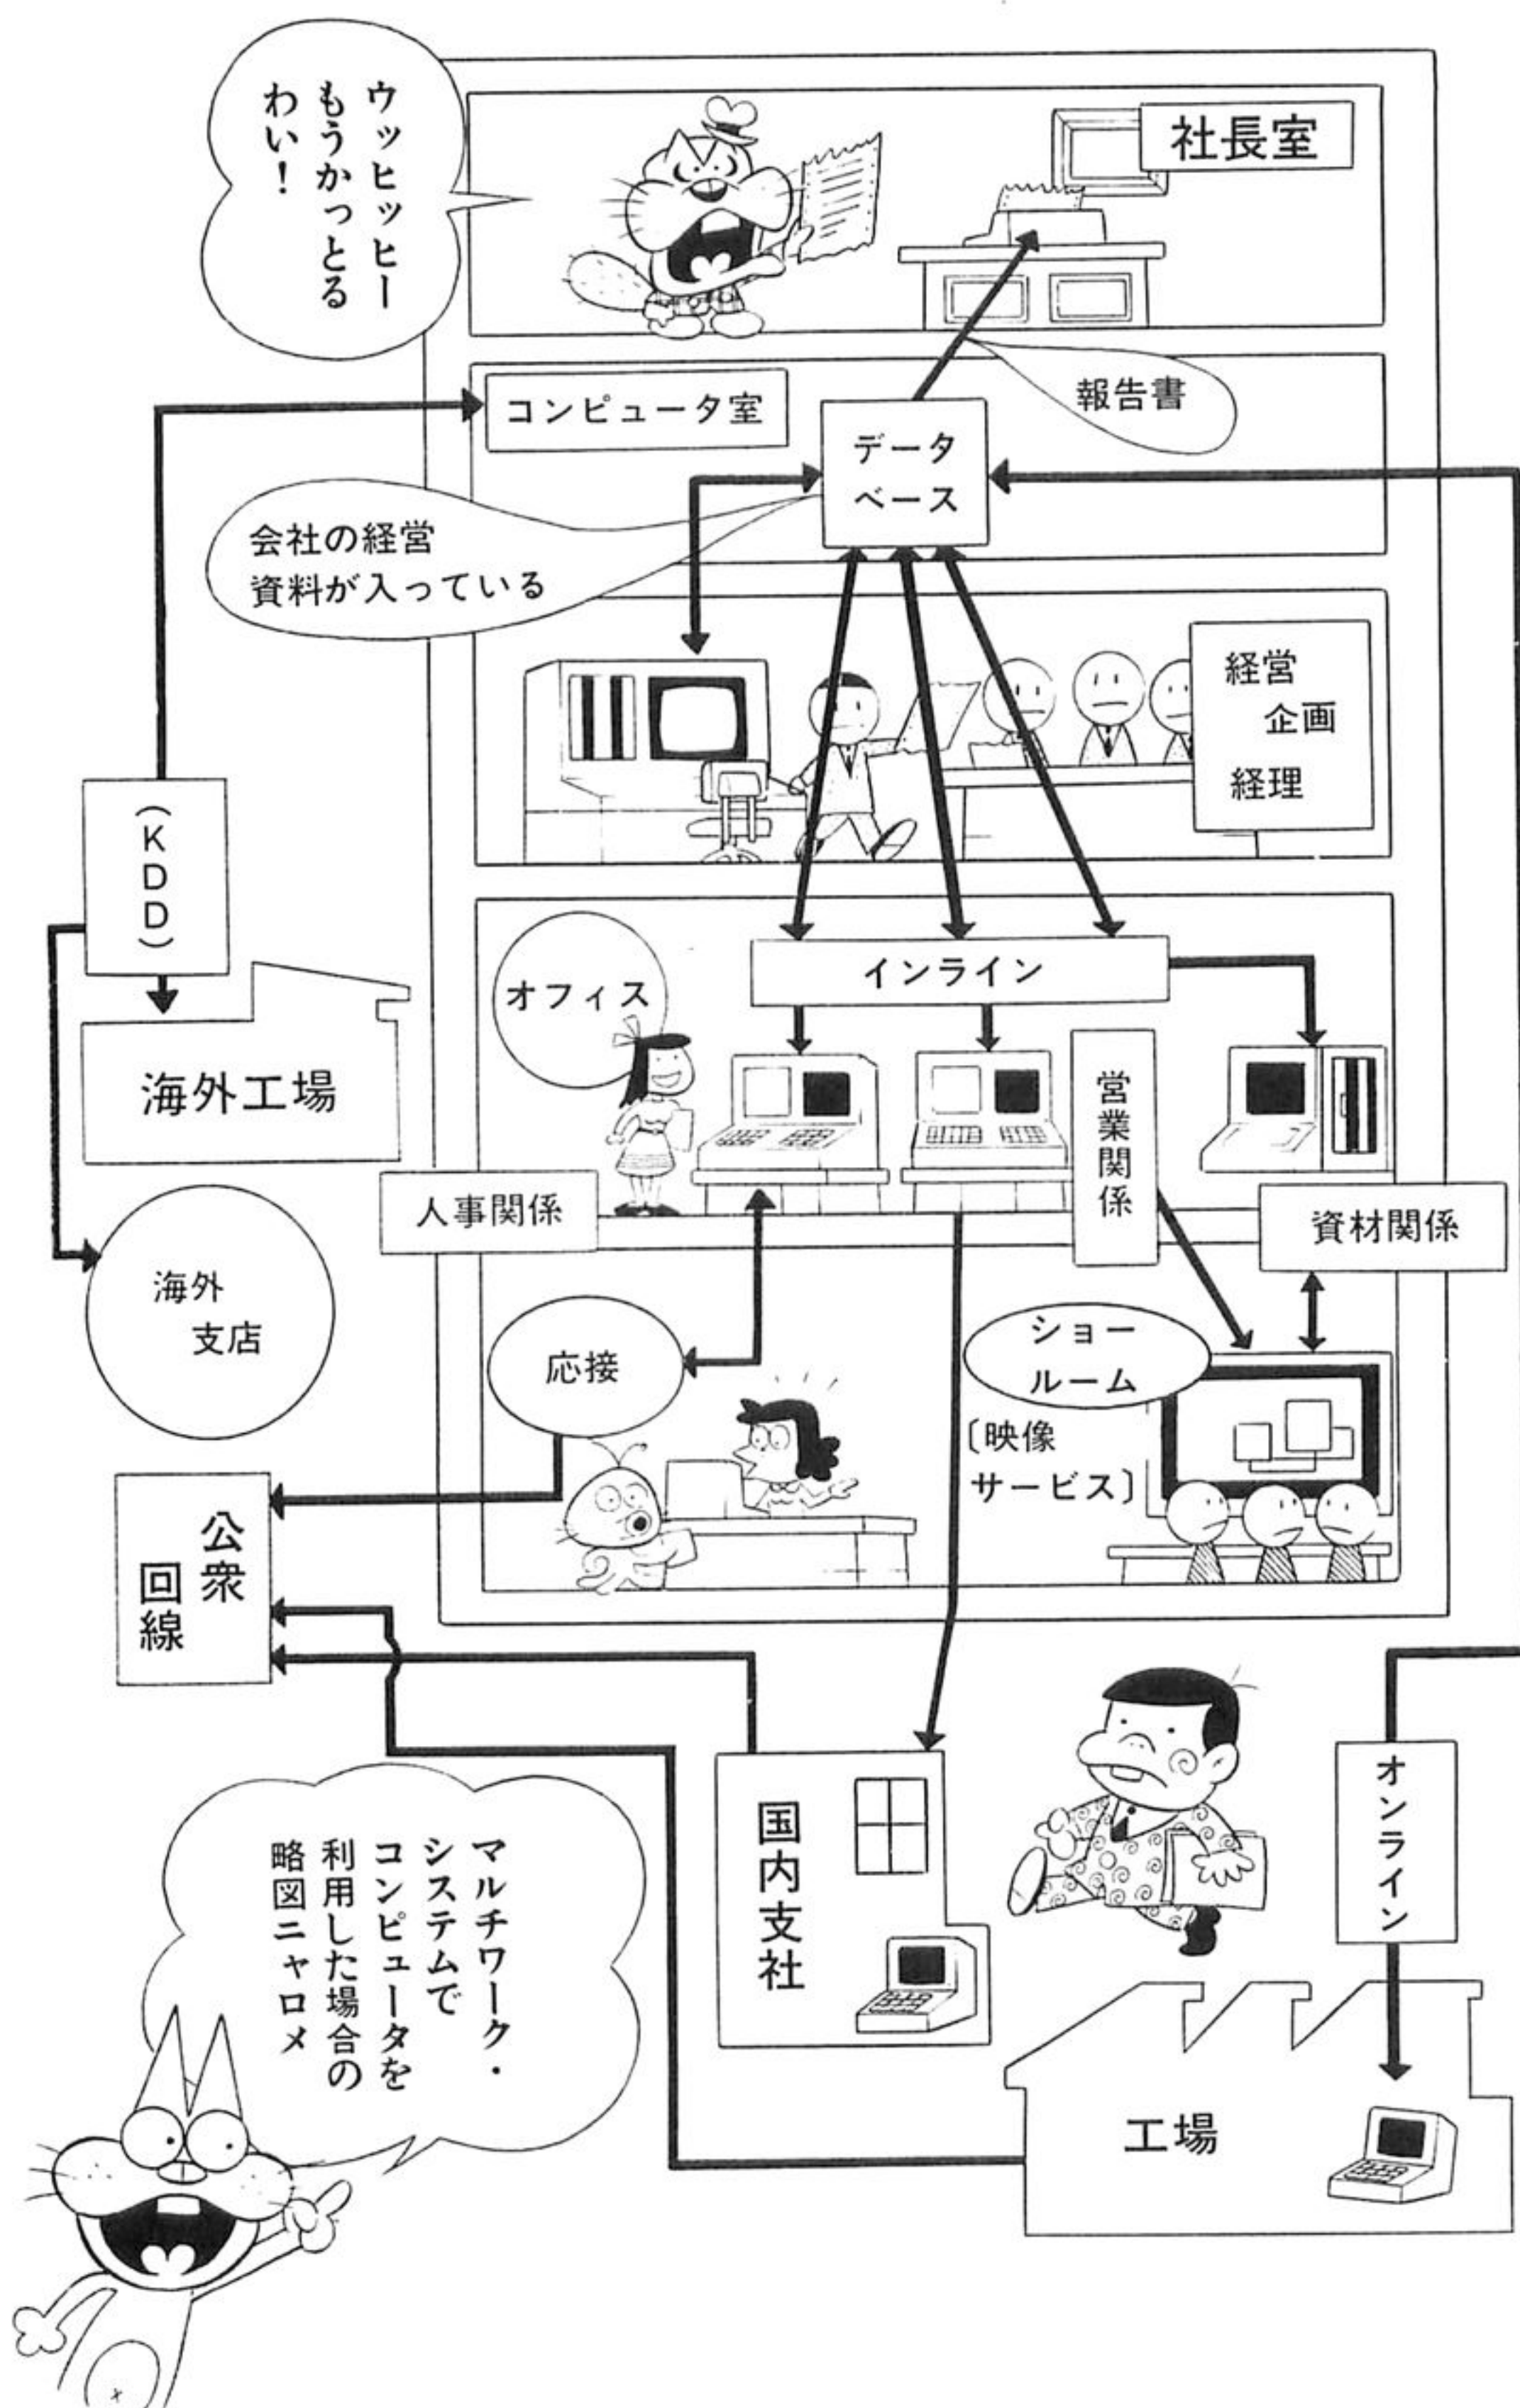 ウッヒヒッヒー
もうかっとる
わい!
社長室
報告書
コンピュータ室
データ
ベース
会社の経営
資料が入っている
経営
企画
経理
(KDD)
オフィス
インライン
海外工場
営業関係
人事関係
資材関係
海外
支店
応接
ショー
ルーム
〔映像
サービス〕
公衆
回線
国内支社
オンライン
工場
マルチワーク・
システムで
コンピュータを
利用した場合の
略図ニャロメ